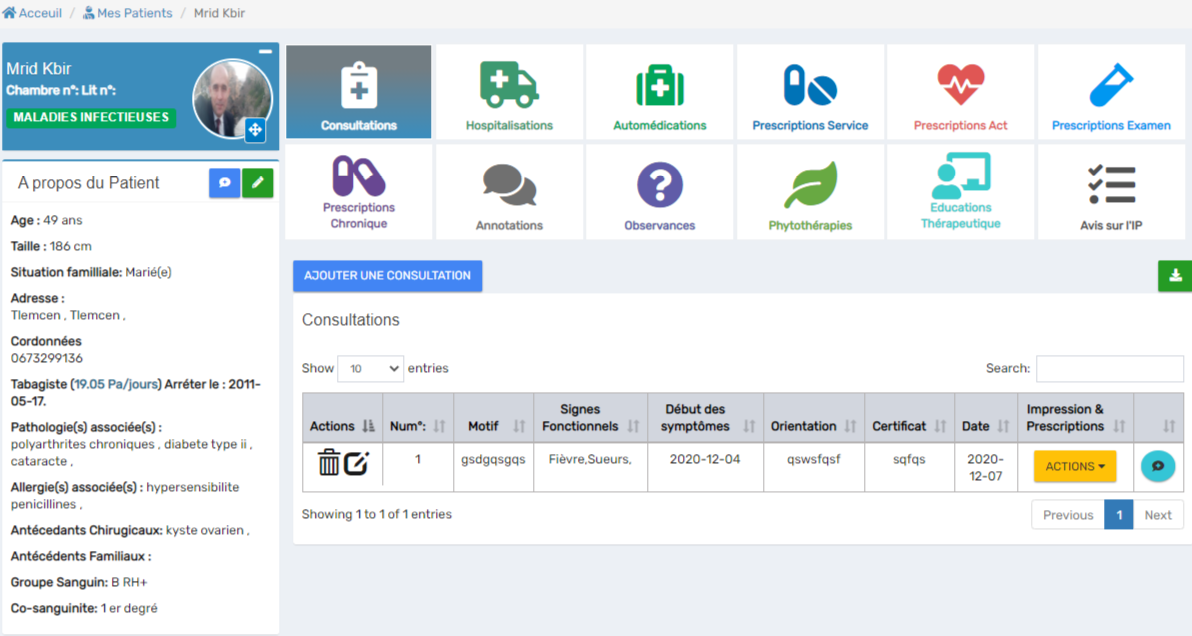 Acceuil / Mes Patients / Mrid Kbir
Mrid Kbir
Chambre n°: Lit n°:
MALADIES INFECTIEUSES
A propos du Patient
Age : 49 ans
Taille : 186 cm
Situation familliale: Marié(e)
Adresse :
Tlemcen , Tlemcen ,
Cordonnées
0673299136
Tabagiste (19.05 Pa/jours) Arréter le : 2011-
05-17.
Pathologie(s) associée(s) :
polyarthrites chroniques , diabete type ii ,
cataracte ,
Allergie(s) associée(s) : hypersensibilite
penicillines ,
Antécedants Chirugicaux: kyste ovarien ,
Antécédents Familiaux :
Groupe Sanguin: B RH+
Co-sanguinite: 1 er degré
Consultations
Hospitalisations
Automédications
Prescriptions Service
Prescriptions Act
Prescriptions Examen
Prescriptions
Chronique
Annotations
Observances
Phytothérapies
Educations
Thérapeutique
Avis sur l'IP
AJOUTER UNE CONSULTATION
Consultations
Show 10 entries
Search:
Actions Num°: Motif Signes Fonctionnels Début des symptômes Orientation Certificat Date Impression & Prescriptions
1 gsdgqsgqs Fièvre,Sueurs, 2020-12-04 qswsfqsf sqfqs 2020-12-07 ACTIONS
Showing 1 to 1 of 1 entries
Previous 1 Next